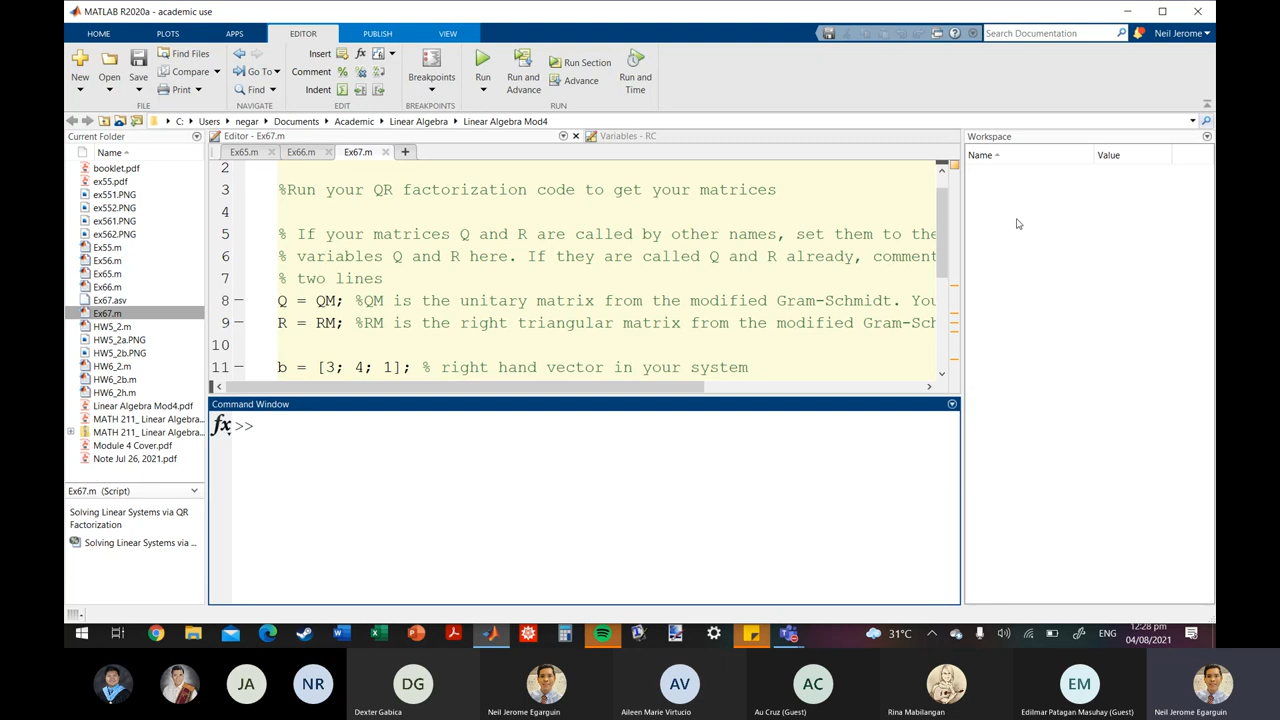 MATLAB R2020a - academic use
HOME PLOTS APPS EDITOR PUBLISH VIEW
Search Documentation
Neil Jerome
New
Open
Save
Find Files
Compare
Print
FILE
Go To
Find
NAVIGATE
Insert
fx
Comment
Indent
EDIT
Breakpoints
BREAKPOINTS
Run
Run and Advance
Run Section
Advance
Run and Time
RUN
C: Users negar Documents Academic Linear Algebra Linear Algebra Mod4
Current Folder
Name
booklet.pdf
ex55.pdf
ex551.PNG
ex552.PNG
ex561.PNG
ex562.PNG
Ex55.m
Ex56.m
Ex65.m
Ex66.m
Ex67.asv
Ex67.m
HW5_2.m
HW5_2a.PNG
HW5_2b.PNG
HW6_2.m
HW6_2b.m
HW6_2h.m
Linear Algebra Mod4.pdf
MATH 211_ Linear Algebra...
MATH 211_ Linear Algebra...
Module 4 Cover.pdf
Note Jul 26, 2021.pdf
Ex67.m (Script)
Solving Linear Systems via QR
Factorization
Solving Linear Systems via ...
Editor - Ex67.m
Variables - RC
Ex65.m Ex66.m Ex67.m
2
3 %Run your QR factorization code to get your matrices
4
5 % If your matrices Q and R are called by other names, set them to the
6 % variables Q and R here. If they are called Q and R already, comment
7 % two lines
8 Q = QM; %QM is the unitary matrix from the modified Gram-Schmidt. You
9 R = RM; %RM is the right triangular matrix from the modified Gram-Sch
10
11 b = [3; 4; 1]; % right hand vector in your system
Command Window
fx >>
Workspace
Name Value
31°C ENG
12:28 pm
04/08/2021
JA
NR
DG
Dexter Gabica
Neil Jerome Egarguin
AV
Aileen Marie Virtucio
AC
Au Cruz (Guest)
Rina Mabilangan
EM
Edilmar Patagan Masuhay (Guest)
Neil Jerome Egarguin